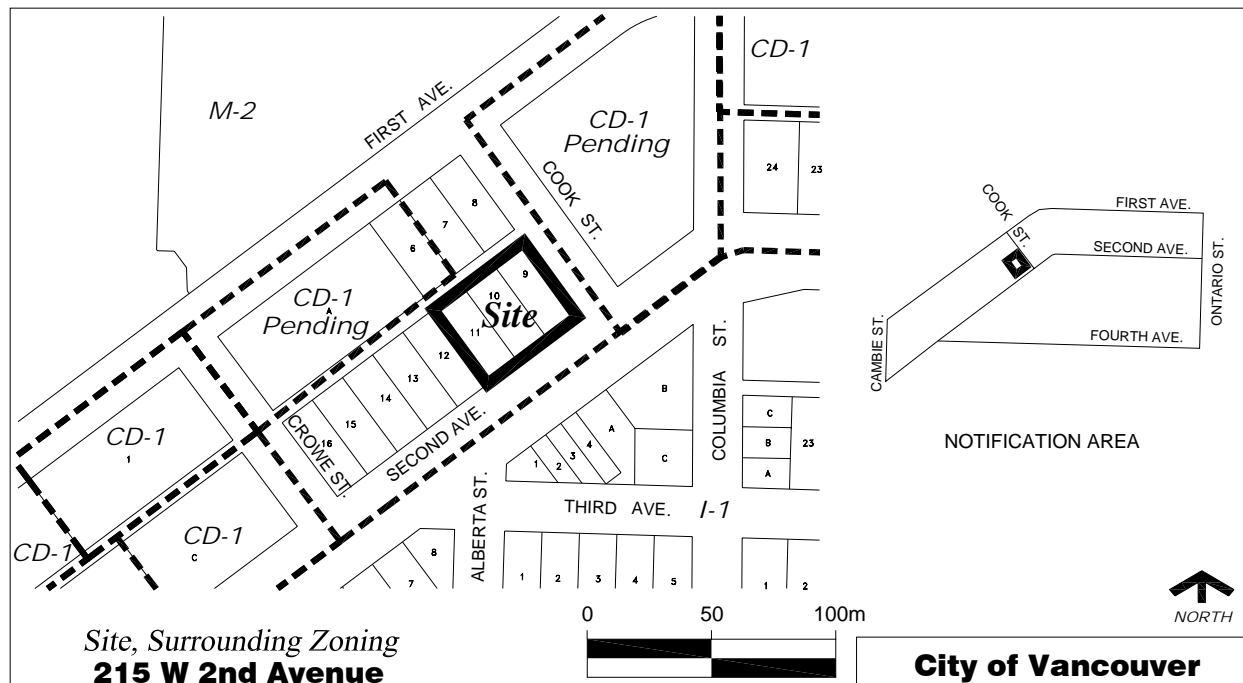 CD-1
M-2
FIRST AVE.
CD-1
Pending
24
23
COOK ST.
8
7
6
9
10
Site
11
CD-1
A
Pending
12
13
14
15
16
CROWE ST.
SECOND AVE.
COLUMBIA ST.
B
A
4
3
2
1
C
C
B
23
A
CD-1
1
CD-1
CD-1
C
ALBERTA ST.
THIRD AVE.
I-1
8
7
1
2
3
4
5
1
2
COOK ST.
FIRST AVE.
SECOND AVE.
ONTARIO ST.
CAMBIE ST.
FOURTH AVE.
NOTIFICATION AREA
0
50
100m
NORTH
Site, Surrounding Zoning
215 W 2nd Avenue
City of Vancouver